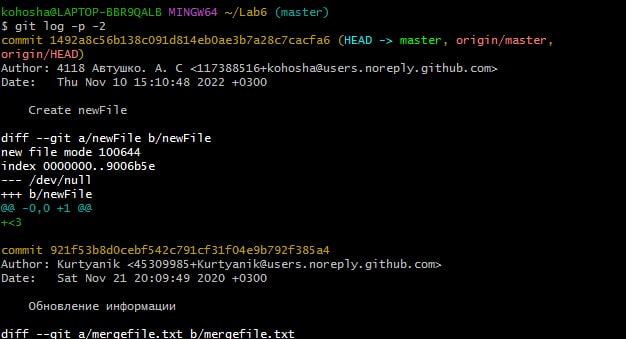 kohosha@LAPTOP-BBR9QALB MINGW64 ~/Lab6 (master)
$ git log -p -2
commit 1492a8c56b138c091d814eb0ae3b7a28c7cacfa6 (HEAD -> master, origin/master,
origin/HEAD)
Author: 4118 Автушко. А. С <117388516+kohosha@users.noreply.github.com>
Date:   Thu Nov 10 15:10:48 2022 +0300

    Create newFile

diff --git a/newFile b/newFile
new file mode 100644
index 0000000..9006b5e
--- /dev/null
+++ b/newFile
@@ -0,0 +1 @@
+<3

commit 921f53b8d0cebf542c791cf31f04e9b792f385a4
Author: Kurtyanik <45309985+Kurtyanik@users.noreply.github.com>
Date:   Sat Nov 21 20:09:49 2020 +0300

    Обновление информации

diff --git a/mergefile.txt b/mergefile.txt